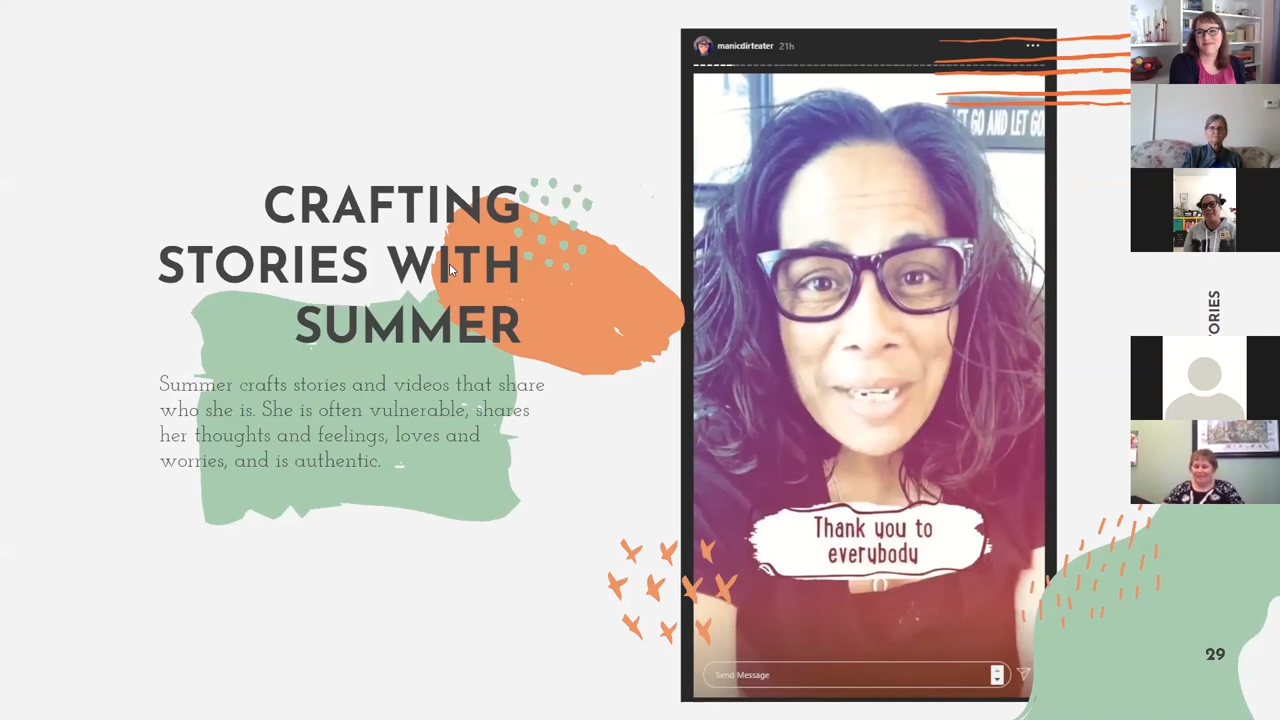 CRAFTING
STORIES WITH
SUMMER
Summer crafts stories and videos that share
who she is. She is often vulnerable, shares
her thoughts and feelings, loves and
worries, and is authentic.
manicdirteater 21h
GO AND LET GO
Thank you to
everybody
Send Message
29